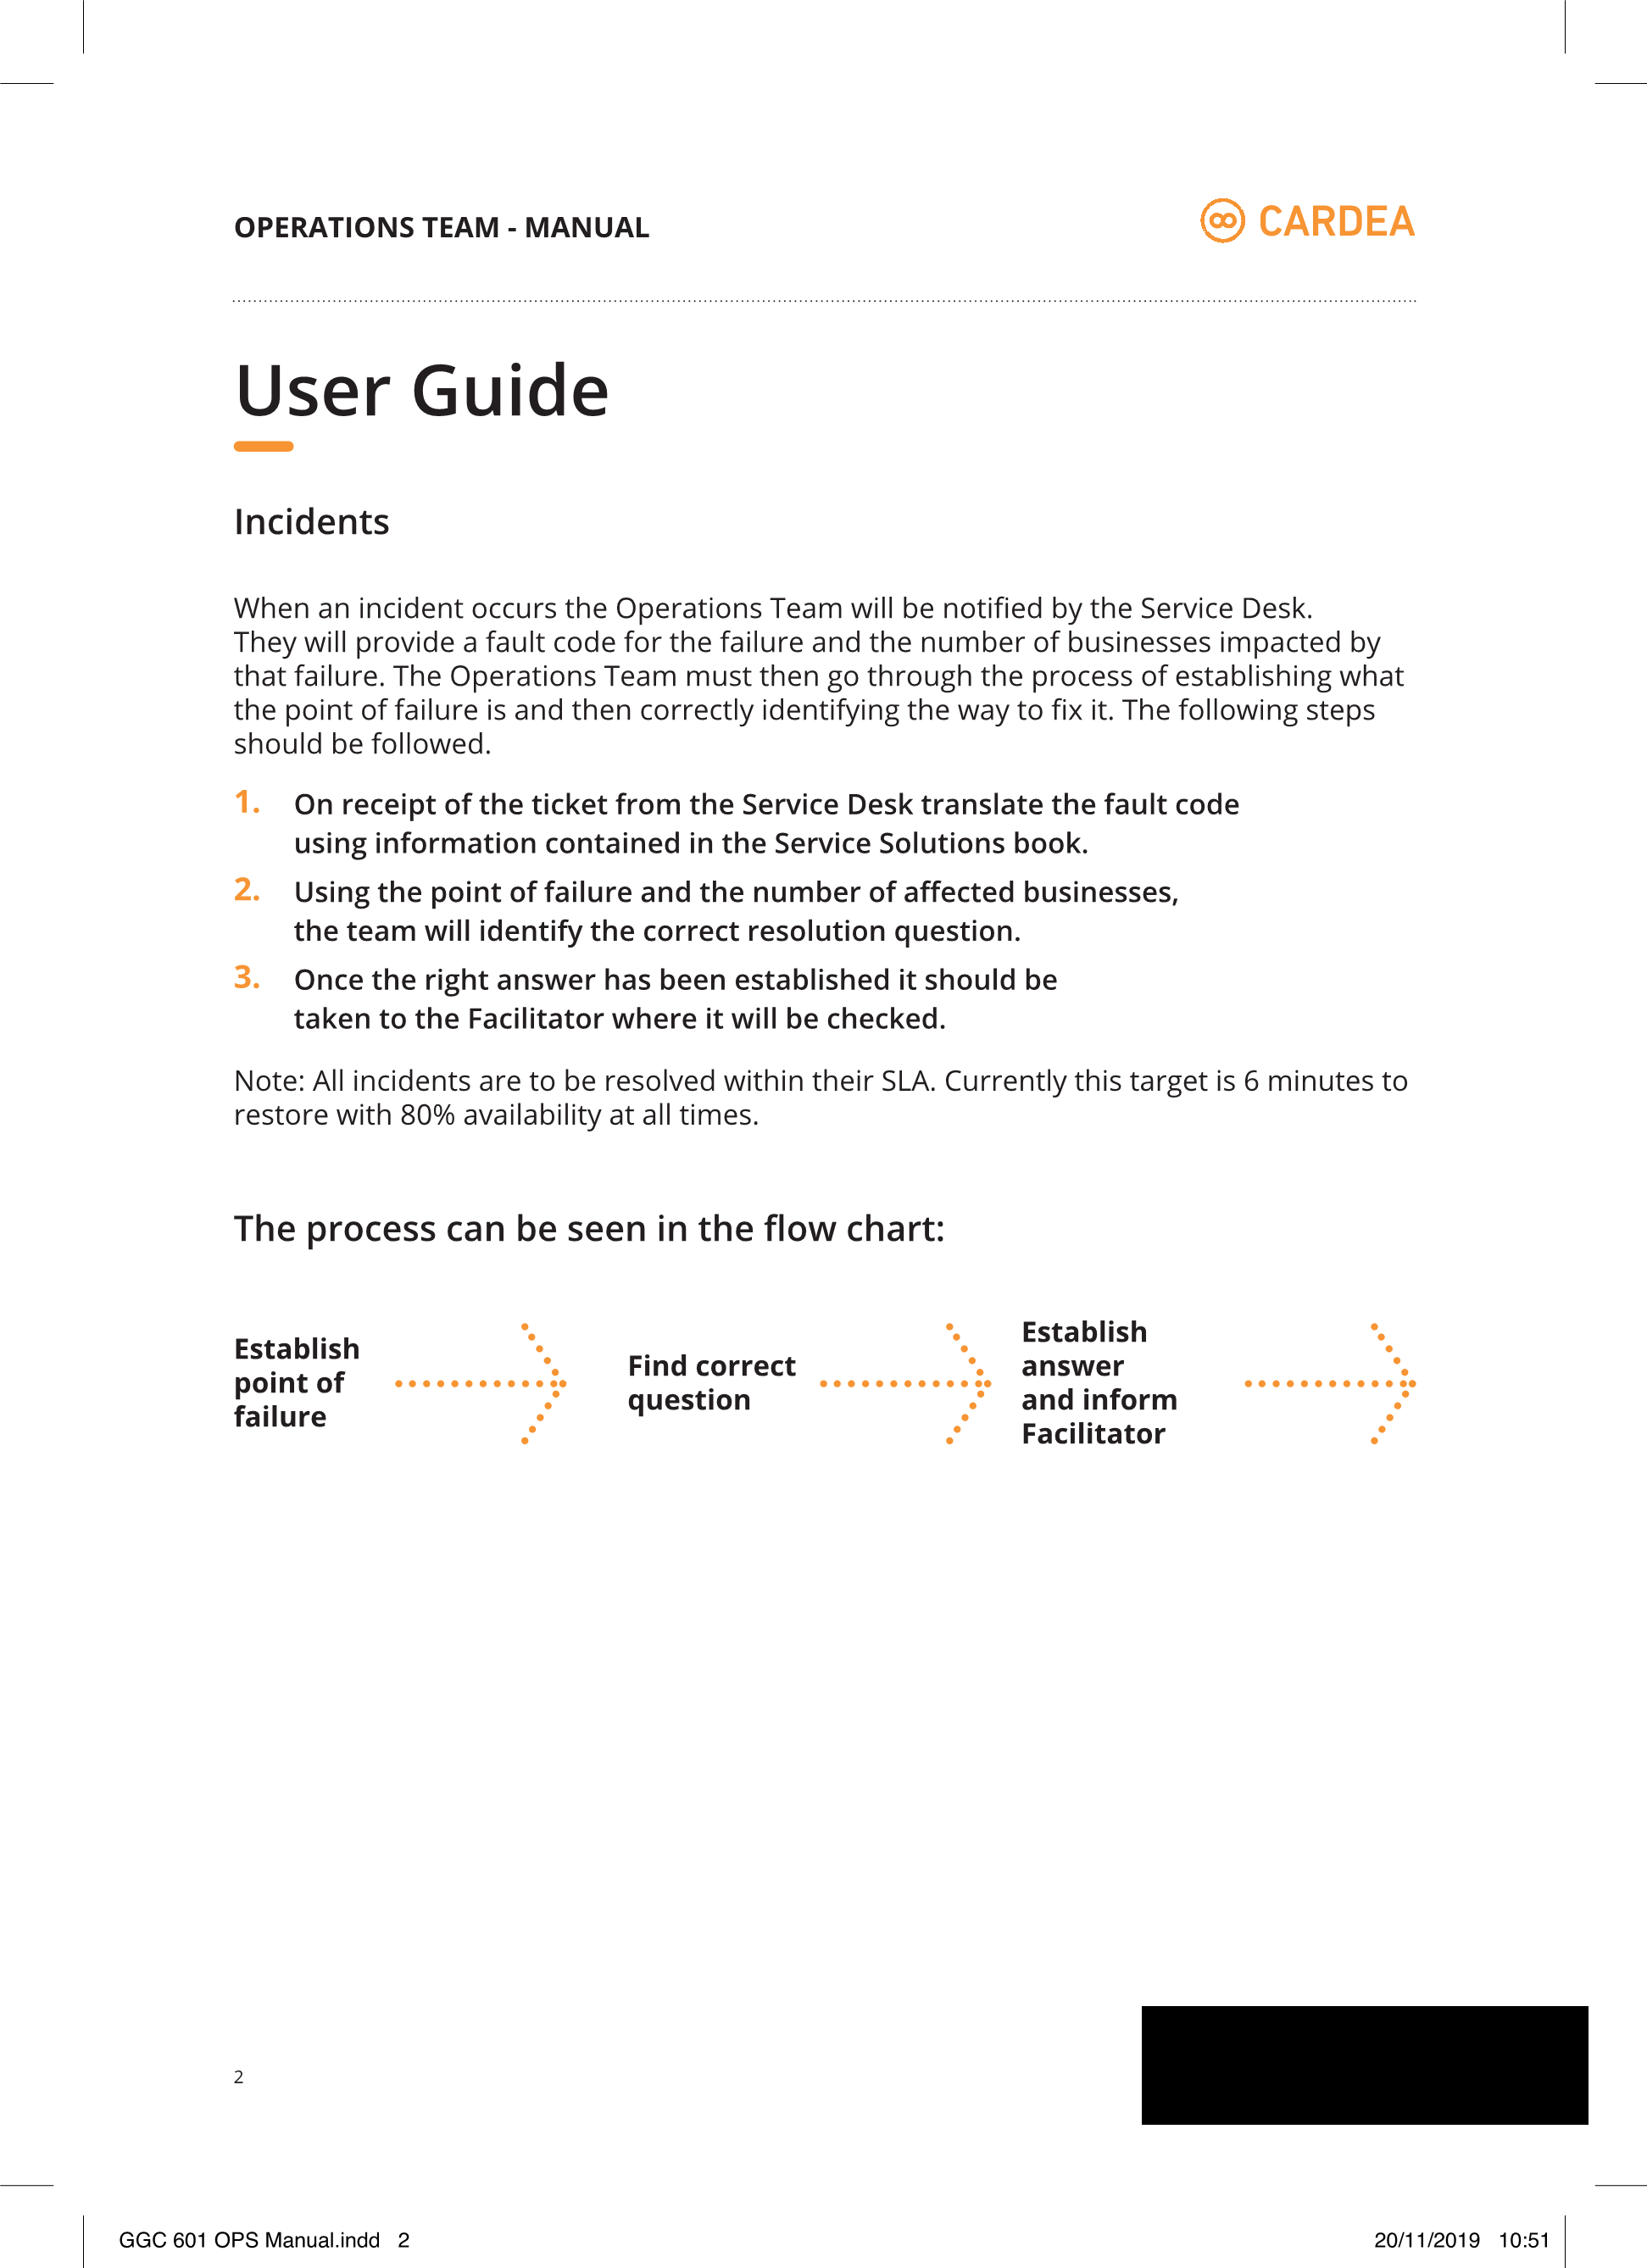 OPERATIONS TEAM - MANUAL
CARDEA
User Guide
Incidents
When an incident occurs the Operations Team will be notified by the Service Desk.
They will provide a fault code for the failure and the number of businesses impacted by
that failure. The Operations Team must then go through the process of establishing what
the point of failure is and then correctly identifying the way to fix it. The following steps
should be followed.
1. On receipt of the ticket from the Service Desk translate the fault code
using information contained in the Service Solutions book.
2. Using the point of failure and the number of affected businesses,
the team will identify the correct resolution question.
3. Once the right answer has been established it should be
taken to the Facilitator where it will be checked.
Note: All incidents are to be resolved within their SLA. Currently this target is 6 minutes to
restore with 80% availability at all times.
The process can be seen in the flow chart:
Establish
point of
failure
Find correct
question
Establish
answer
and inform
Facilitator
2
GGC 601 OPS Manual.indd 2
20/11/2019 10:51